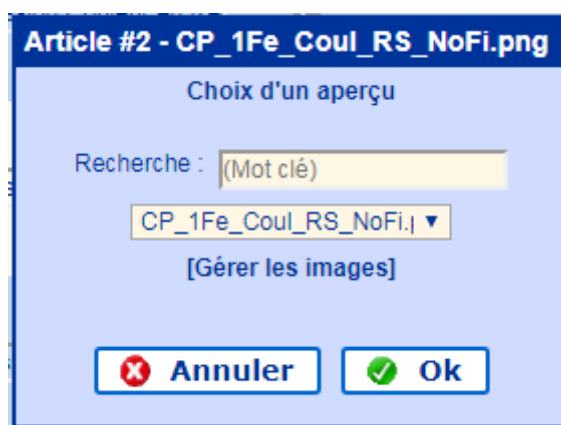 Article #2 - CP_1Fe_Coul_RS_NoFi.png
Choix d'un aperçu
Recherche : (Mot clé)
CP_1Fe_Coul_RS_NoFi.p
[Gérer les images]
Annuler Ok